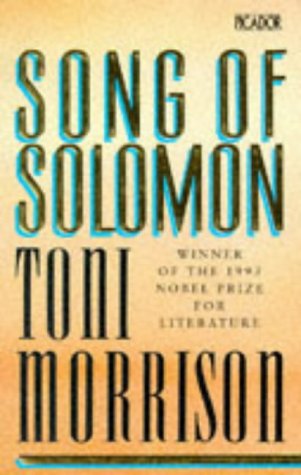 PICADOR
SONG OF
SOLOMON
TONI
WINNER
OF THE 1993
NOBEL PRIZE
FOR
LITERATURE
MORRISON